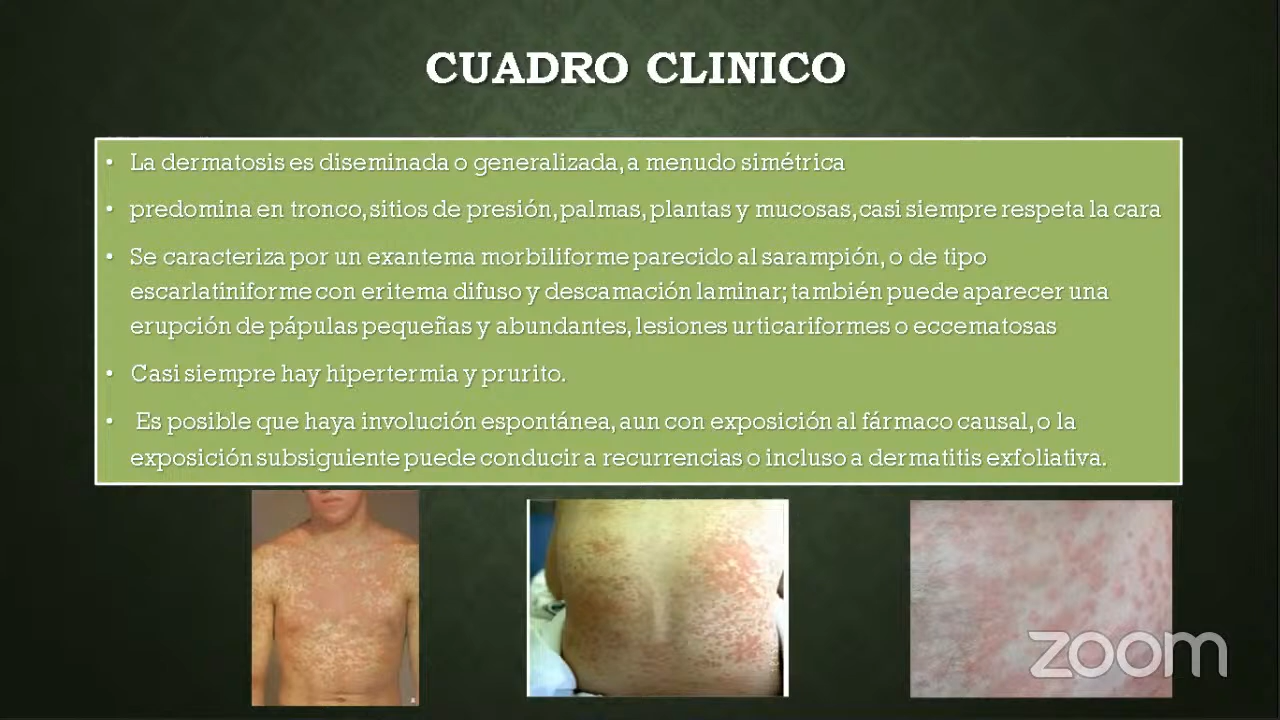 CUADRO CLINICO
• La dermatosis es diseminada o generalizada, a menudo simétrica
• predomina en tronco, sitios de presión, palmas, plantas y mucosas, casi siempre respeta la cara
• Se caracteriza por un exantema morbiliforme parecido al sarampión, o de tipo
escarlatiniforme con eritema difuso y descamación laminar; también puede aparecer una
erupción de pápulas pequeñas y abundantes, lesiones urticariformes o eccematosas
• Casi siempre hay hipertermia y prurito.
• Es posible que haya involución espontánea, aun con exposición al fármaco causal, o la
exposición subsiguiente puede conducir a recurrencias o incluso a dermatitis exfoliativa.
zoom